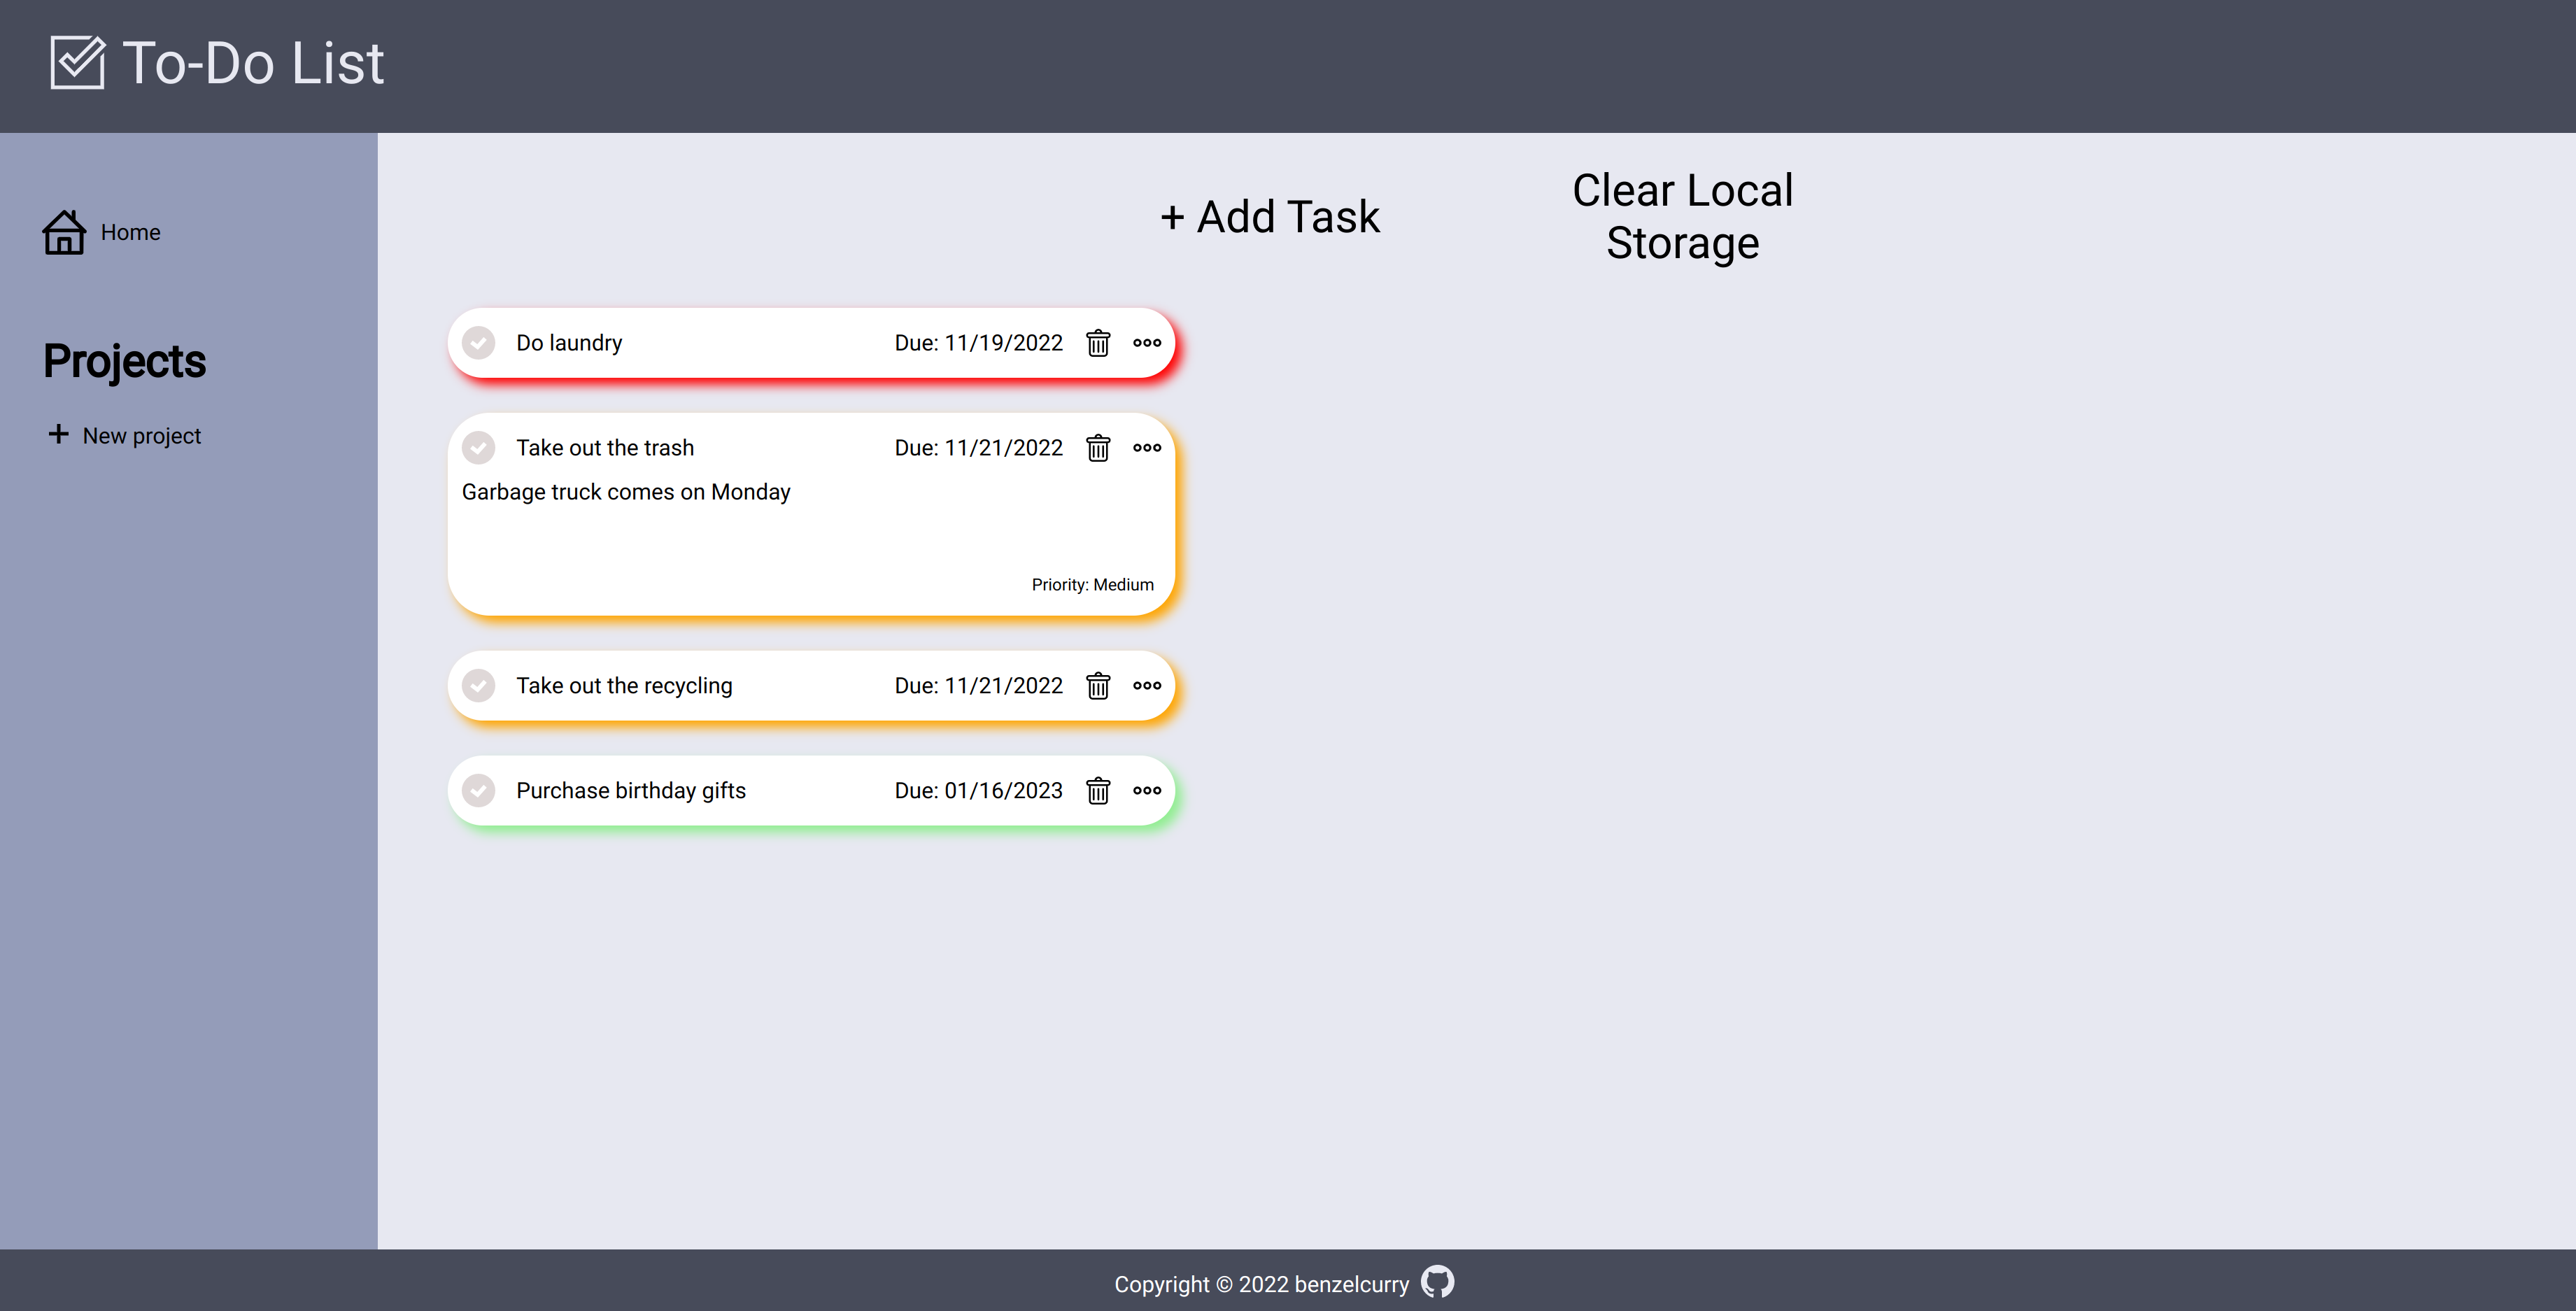 To-Do List
Home
Projects
+ New project
+ Add Task
Clear Local
Storage
Do laundry Due: 11/19/2022
Take out the trash Due: 11/21/2022
Garbage truck comes on Monday
Priority: Medium
Take out the recycling Due: 11/21/2022
Purchase birthday gifts Due: 01/16/2023
Copyright © 2022 benzelcurry